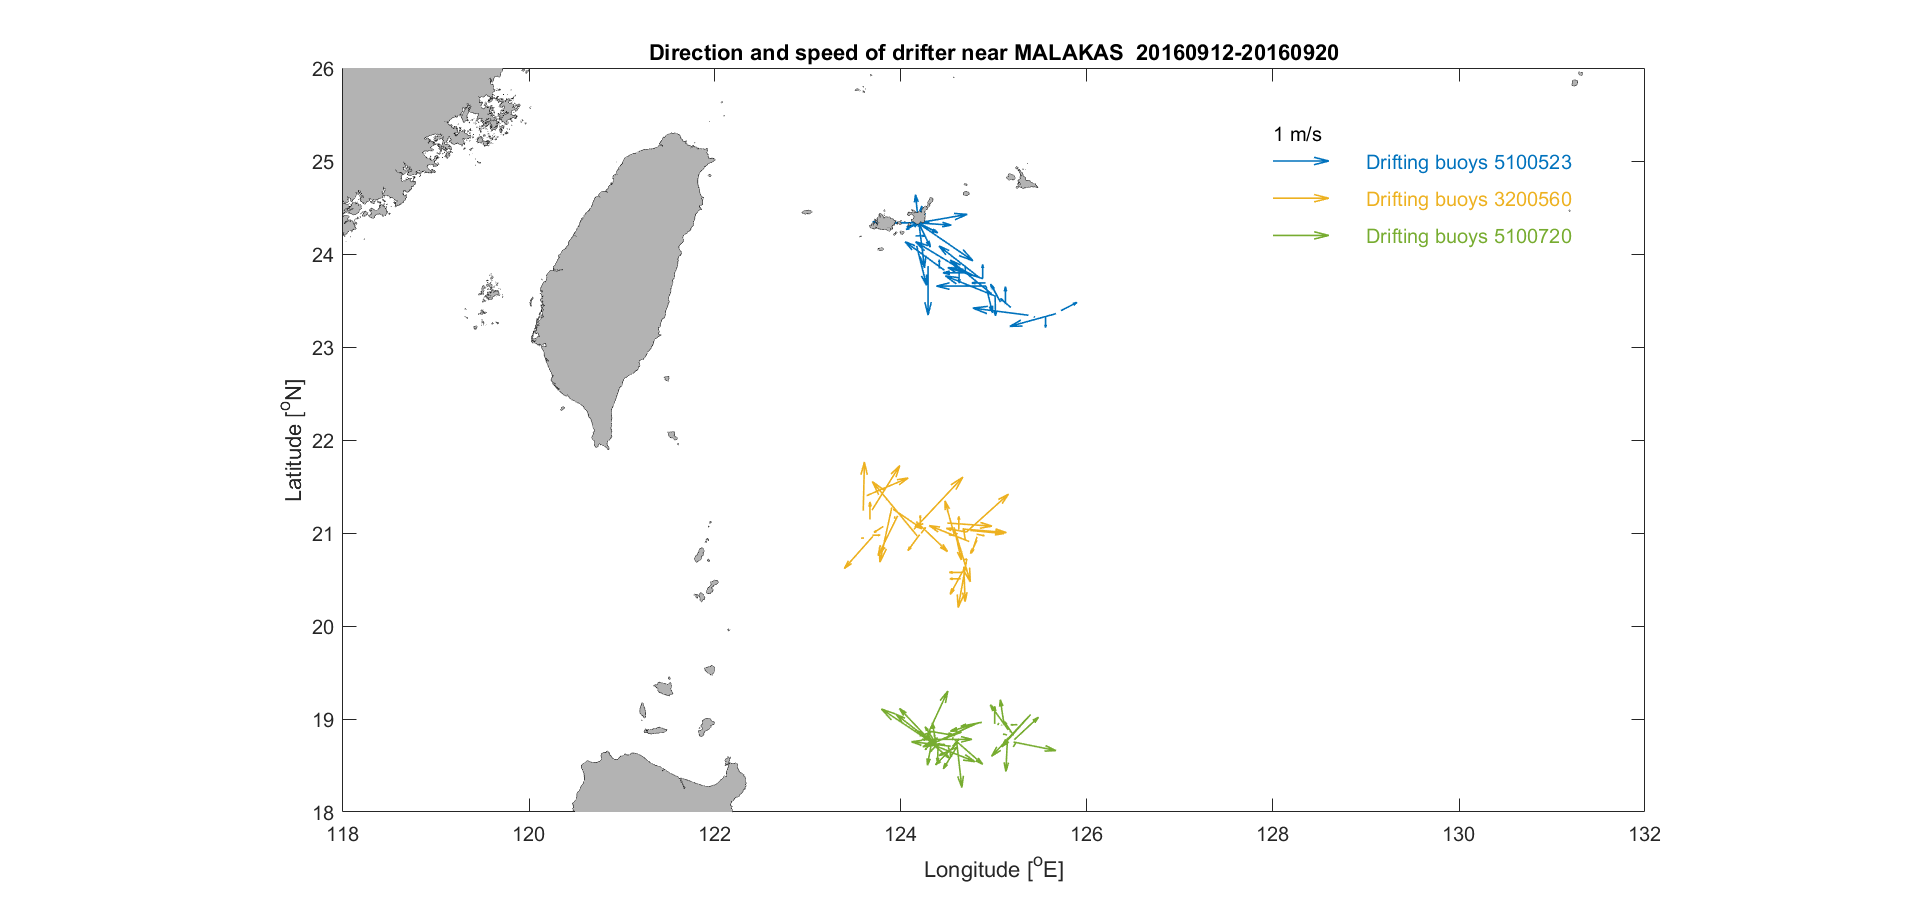 Direction and speed of drifter near MALAKAS  20160912-20160920
26
25
24
23
22
21
20
19
18
Latitude [oN]
1 m/s
Drifting buoys 5100523
Drifting buoys 3200560
Drifting buoys 5100720
118 120 122 124 126 128 130 132
Longitude [oE]